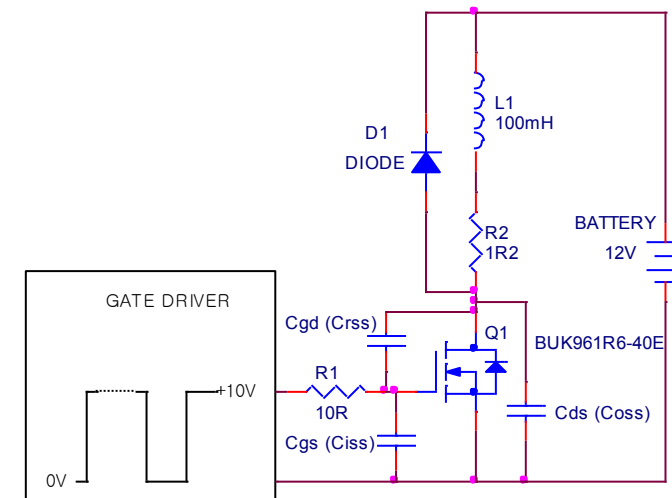 L1
100mH
D1
DIODE
R2
1R2
BATTERY
12V
GATE DRIVER
Cgd (Crss)
Q1
BUK961R6-40E
R1
10R
+10V
Cds (Coss)
Cgs (Ciss)
0V